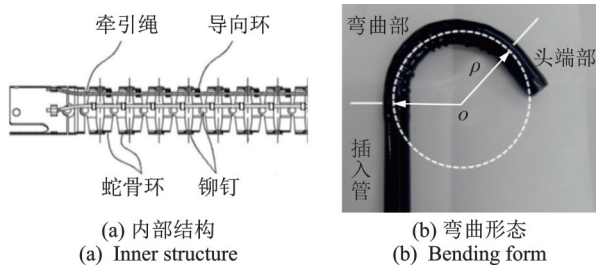 牵引绳 导向环
蛇骨环 铆钉
(a) 内部结构
(a) Inner structure
弯曲部
头端部
ρ
o
插入管
(b) 弯曲形态
(b) Bending form